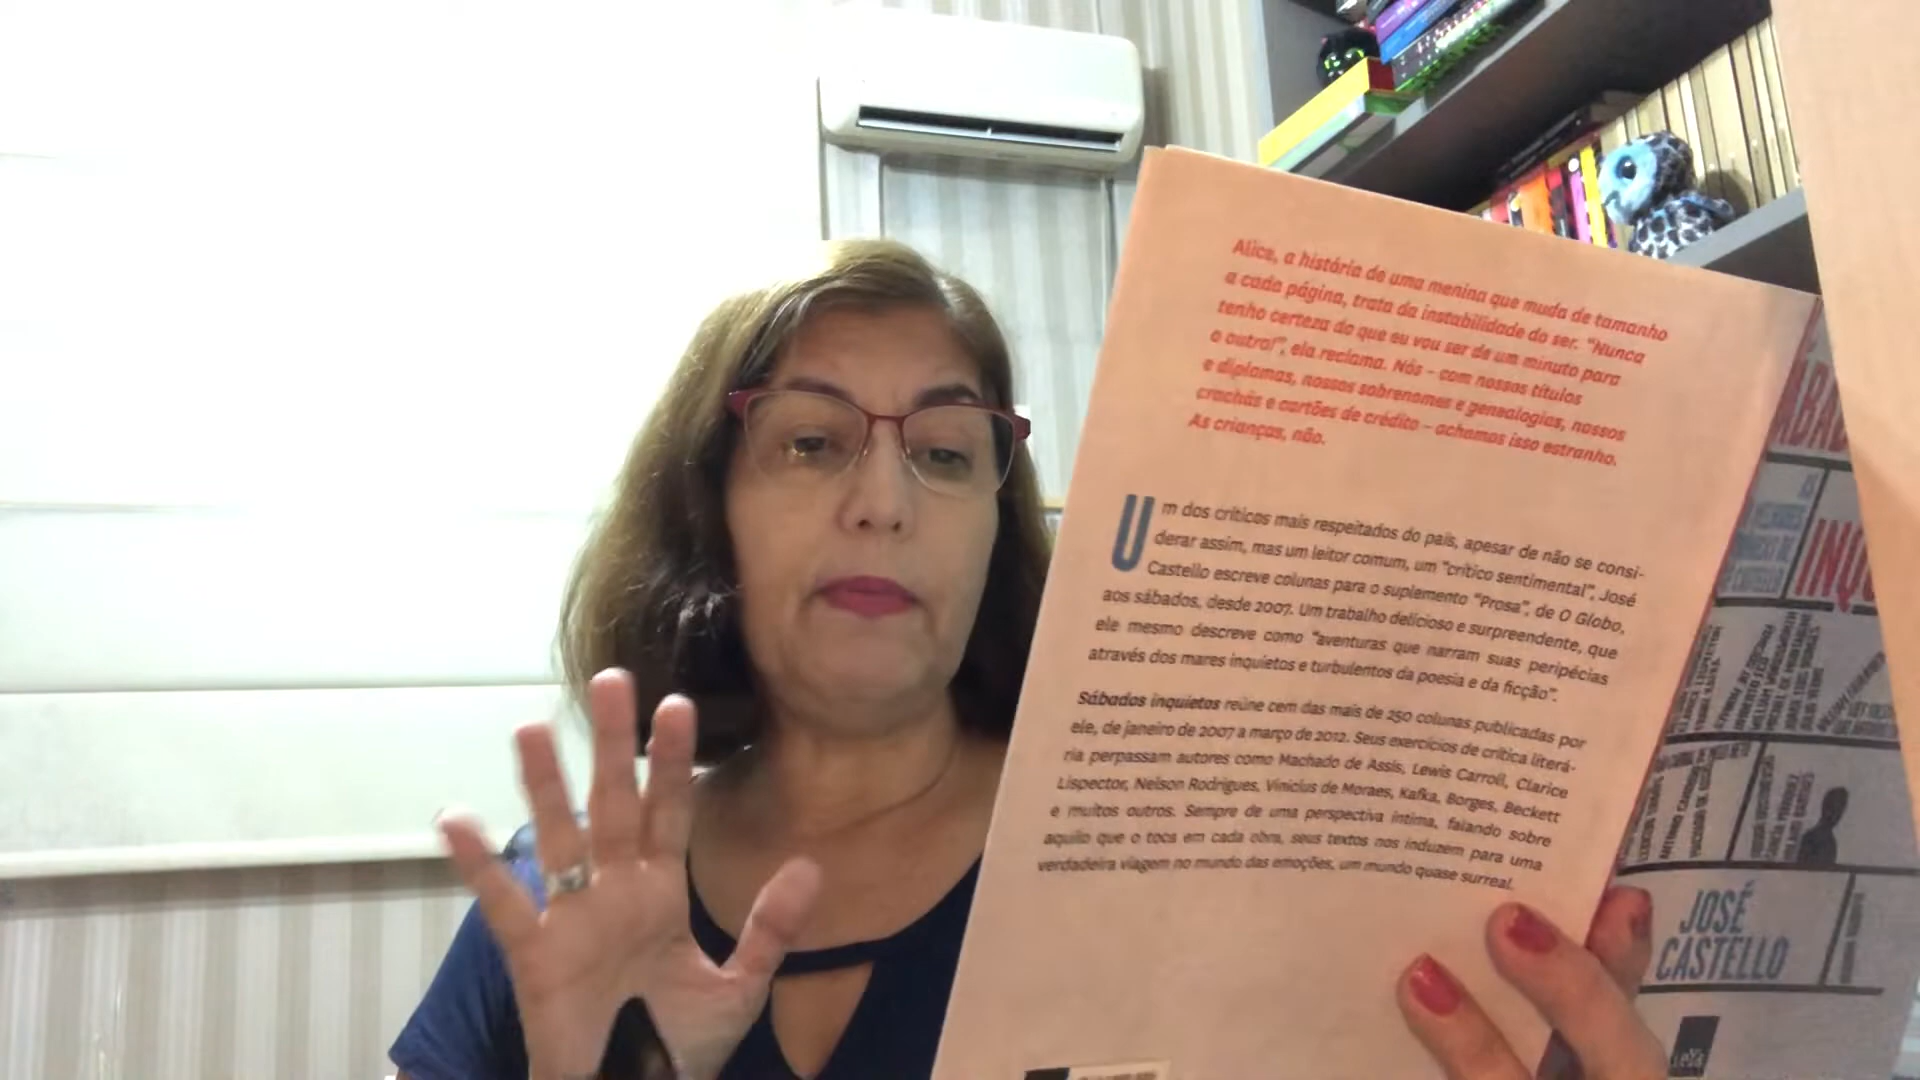 Alice, a história de uma menina que muda de tamanho
a cada página, trata da instabilidade do ser. “Nunca
tenho certeza do que eu vou ser de um minuto para
o outro!”, ela reclama. Nós – com nossos títulos
e diplomas, nossos sobrenomes e genealogias, nossos
crachás e cartões de crédito – achamos isso estranho.
As crianças, não.
Um dos críticos mais respeitados do país, apesar de não se consi-
derar assim, mas um leitor comum, um “crítico sentimental”, José
Castello escreve colunas para o suplemento “Prosa”, de O Globo,
aos sábados, desde 2007. Um trabalho delicioso e surpreendente, que
ele mesmo descreve como “aventuras que narram suas peripécias
através dos mares inquietos e turbulentos da poesia e da ficção”.
Sábados inquietos reúne cem das mais de 250 colunas publicadas por
ele, de janeiro de 2007 a março de 2012. Seus exercícios de crítica literá-
ria perpassam autores como Machado de Assis, Lewis Carroll, Clarice
Lispector, Nelson Rodrigues, Vinicius de Moraes, Kafka, Borges, Beckett
e muitos outros. Sempre de uma perspectiva íntima, falando sobre
aquilo que o toca em cada obra, seus textos nos induzem para uma
verdadeira viagem no mundo das emoções, um mundo quase surreal.
INQU
JOSÉ
CASTELLO
LeYa